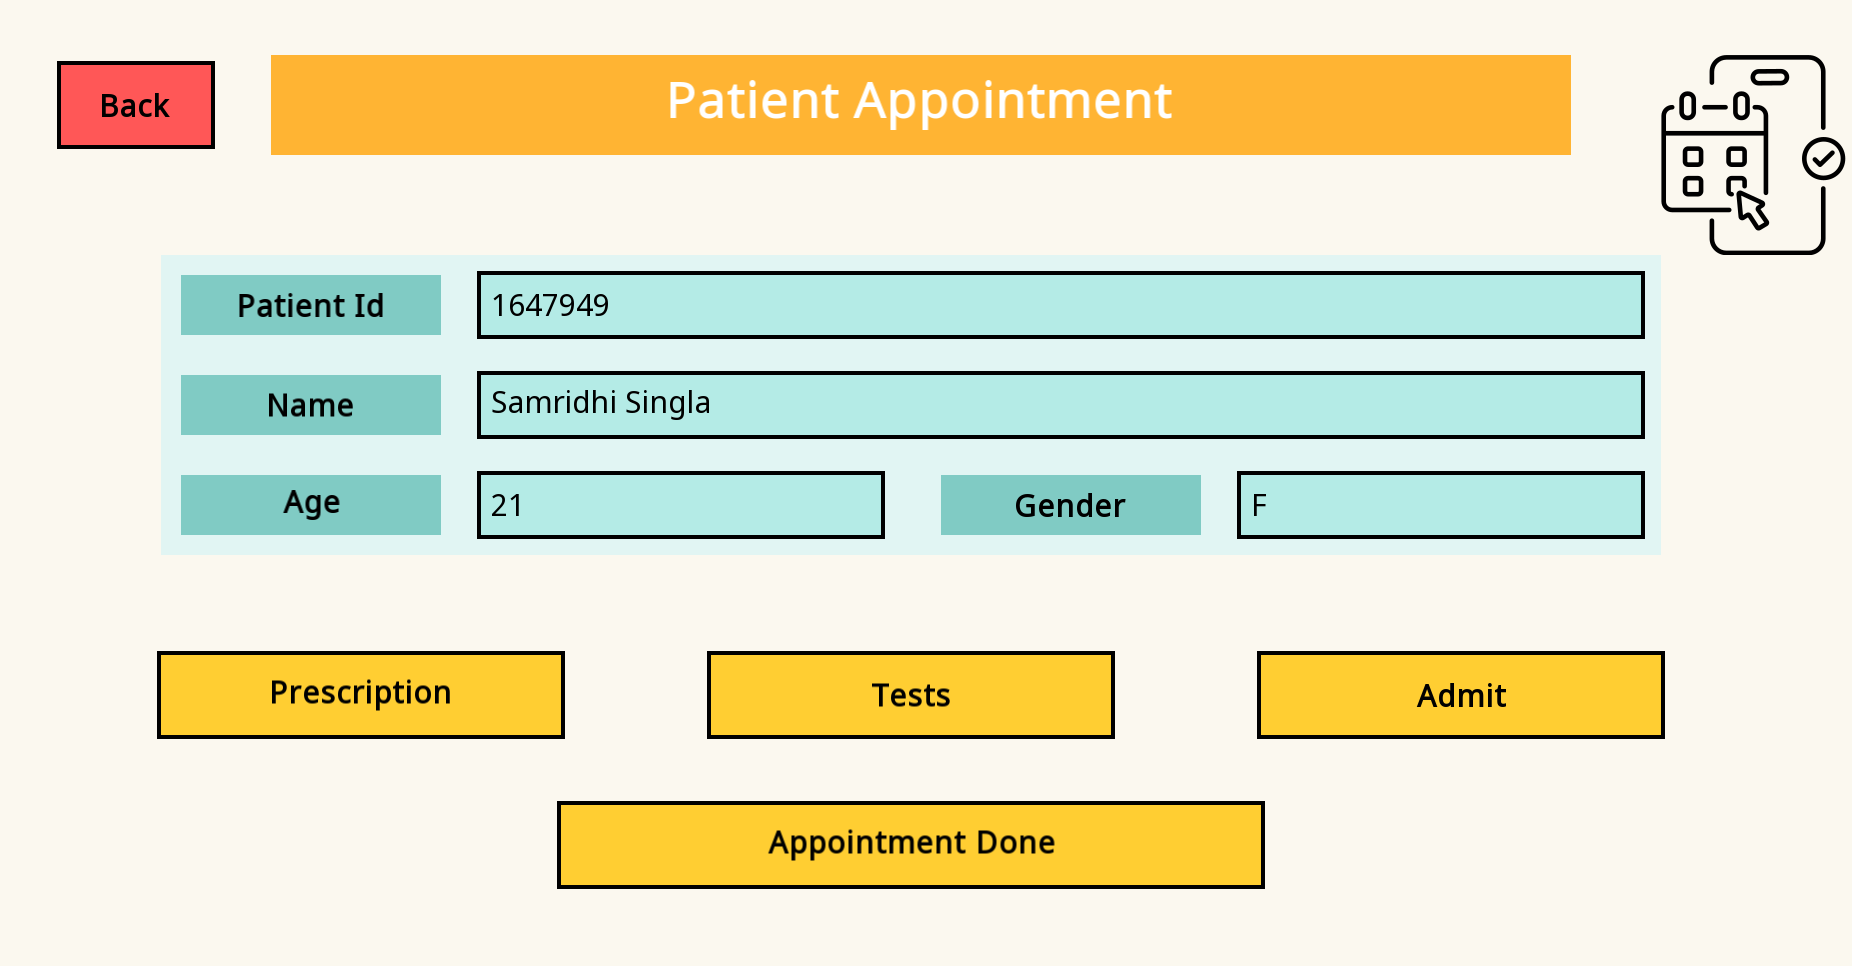 Back
Patient Appointment
Patient Id
1647949
Name
Samridhi Singla
Age
21
Gender
F
Prescription
Tests
Admit
Appointment Done